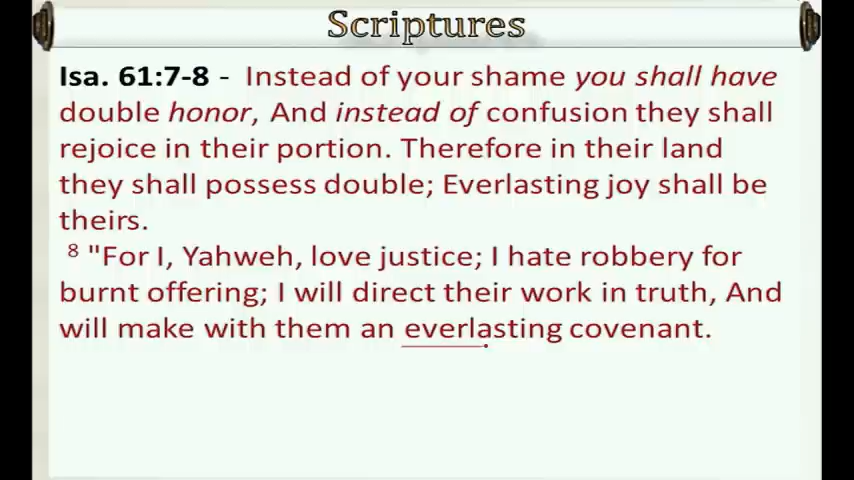 Scriptures
Isa. 61:7-8 - Instead of your shame you shall have
double honor, And instead of confusion they shall
rejoice in their portion. Therefore in their land
they shall possess double; Everlasting joy shall be
theirs.
8 "For I, Yahweh, love justice; I hate robbery for
burnt offering; I will direct their work in truth, And
will make with them an everlasting covenant.